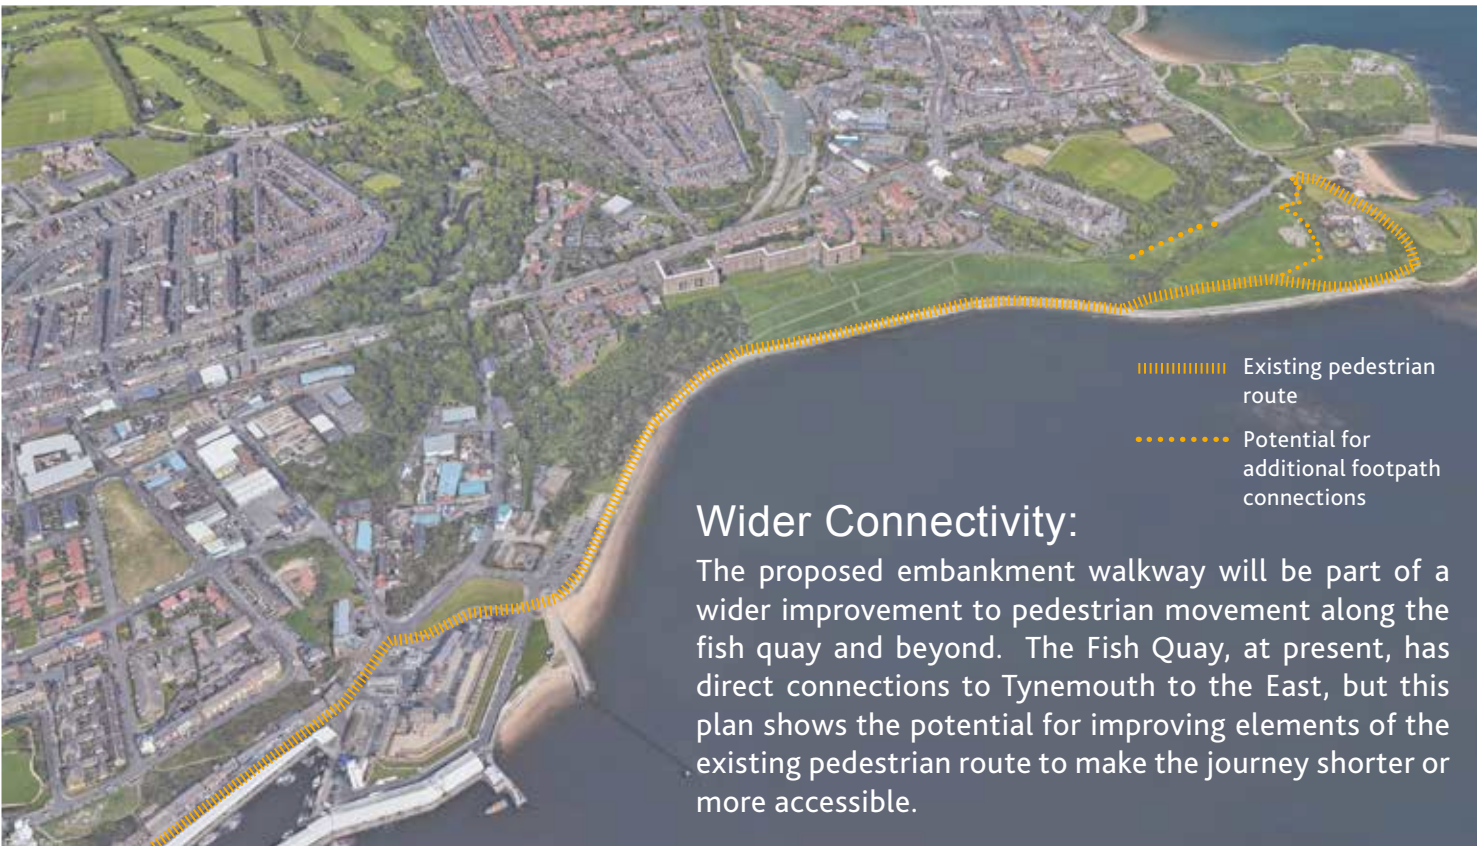 Existing pedestrian
route
Potential for
additional footpath
connections
Wider Connectivity:
The proposed embankment walkway will be part of a
wider improvement to pedestrian movement along the
fish quay and beyond. The Fish Quay, at present, has
direct connections to Tynemouth to the East, but this
plan shows the potential for improving elements of the
existing pedestrian route to make the journey shorter or
more accessible.